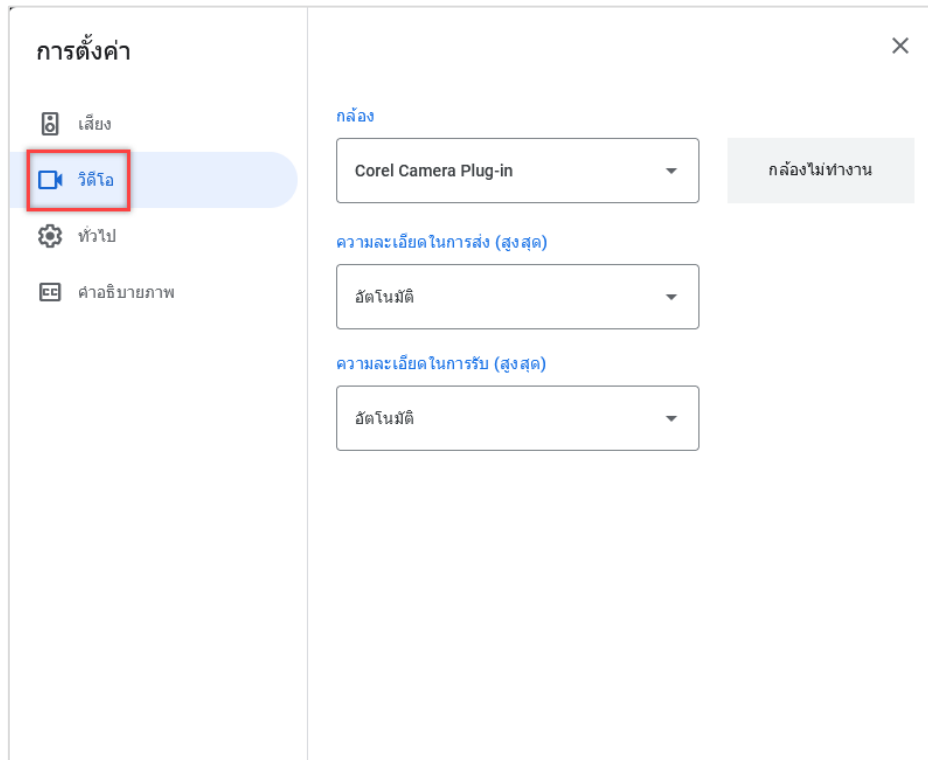 การตั้งค่า
เสียง
วิดีโอ
ทั่วไป
คำอธิบายภาพ
กล้อง
Corel Camera Plug-in
กล้องไม่ทำงาน
ความละเอียดในการส่ง (สูงสุด)
อัตโนมัติ
ความละเอียดในการรับ (สูงสุด)
อัตโนมัติ